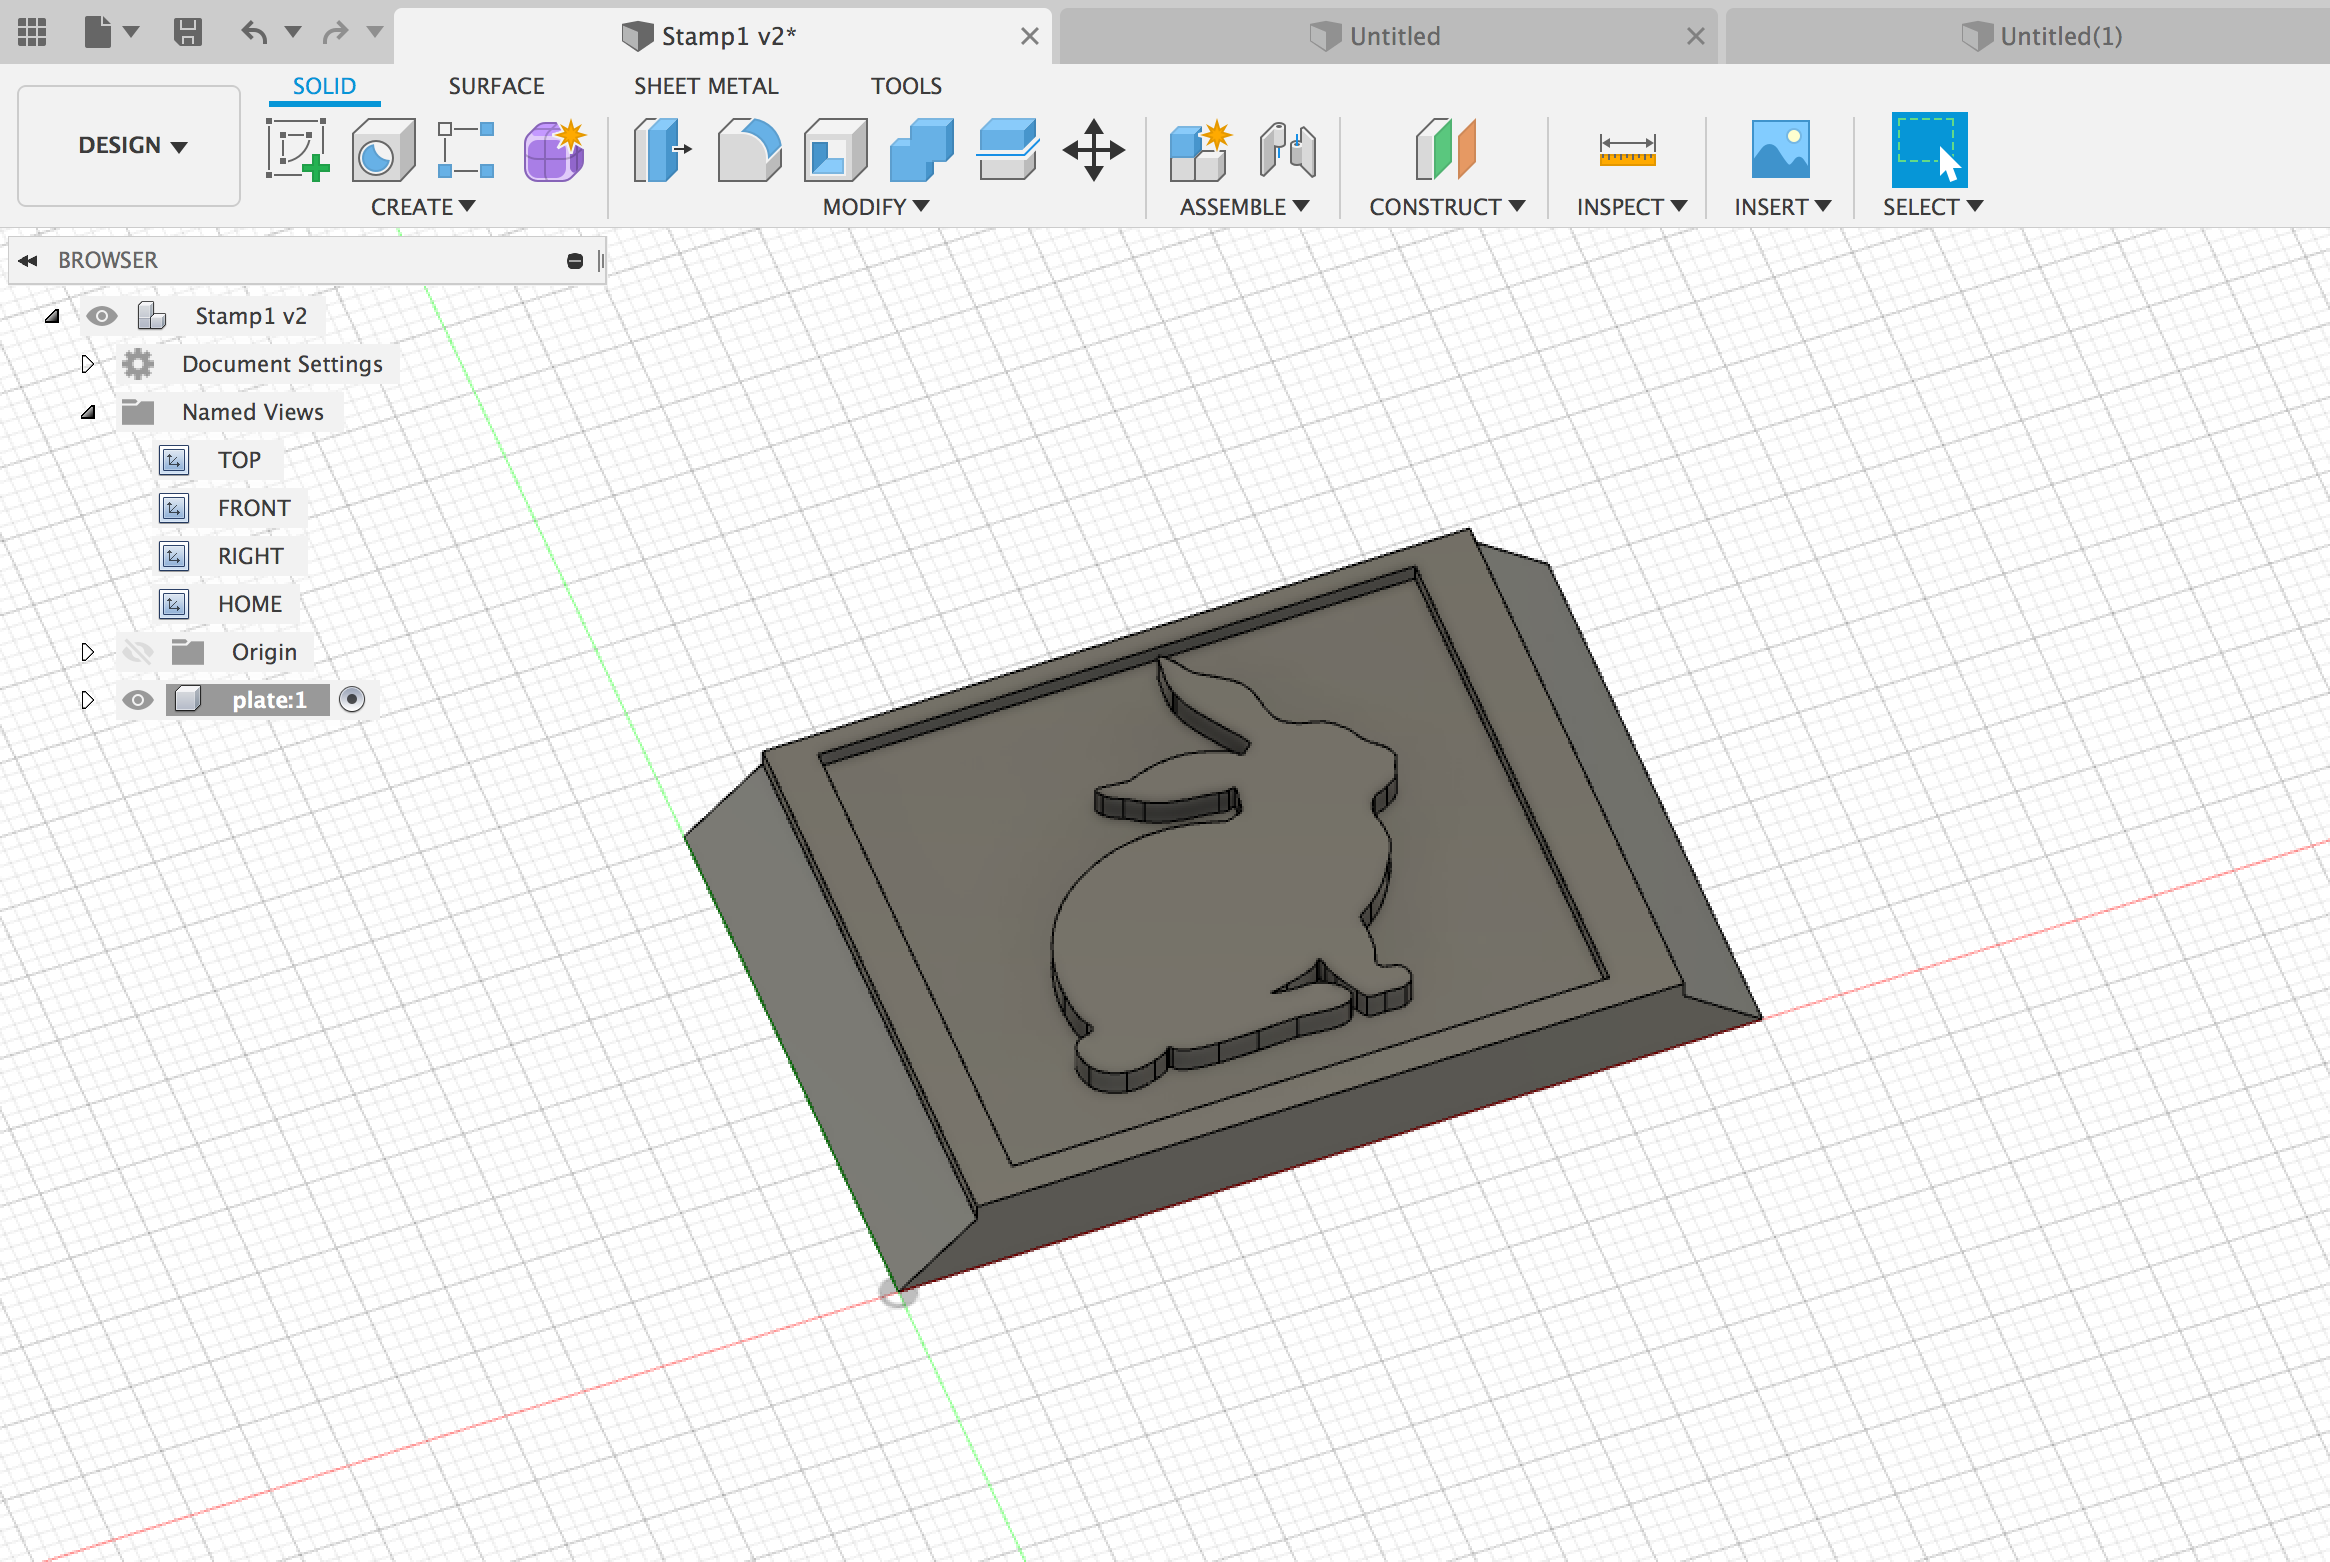 Stamp1 v2*
Untitled
Untitled(1)
SOLID
SURFACE
SHEET METAL
TOOLS
DESIGN
CREATE
MODIFY
ASSEMBLE
CONSTRUCT
INSPECT
INSERT
SELECT
BROWSER
Stamp1 v2
Document Settings
Named Views
TOP
FRONT
RIGHT
HOME
Origin
plate:1